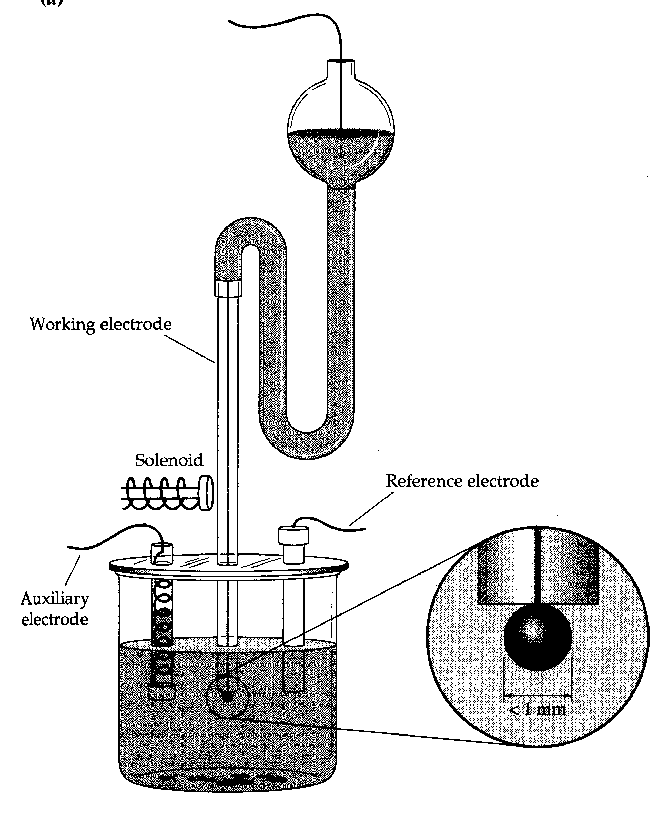 (a)
Working electrode
Solenoid
Reference electrode
Auxiliary
electrode
< 1 mm